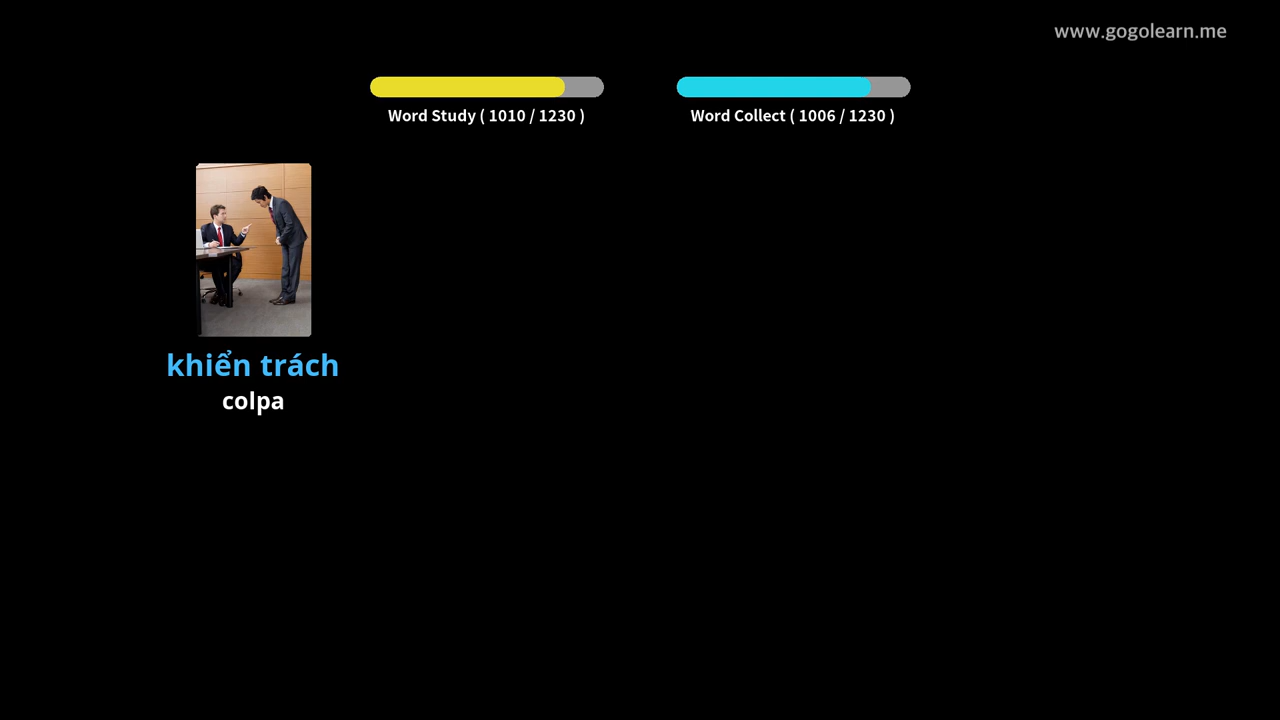 www.gogolearn.me
Word Study ( 1010 / 1230 )
Word Collect ( 1006 / 1230 )
khiển trách
colpa